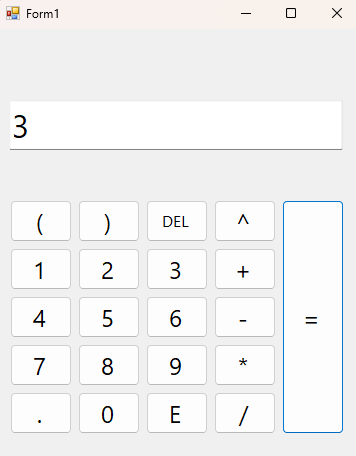 Form1
3
( ) DEL ^
1 2 3 +
4 5 6 - =
7 8 9 *
. 0 E /